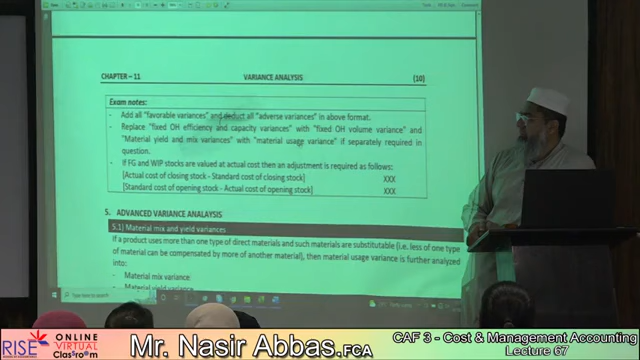 CHAPTER – 11
VARIANCE ANALYSIS
(10)
Exam notes:
- Add all "favorable variances" and deduct all "adverse variances" in above format.
- Replace "fixed OH efficiency and capacity variances" with "fixed OH volume variance" and
"Material yield and mix variances" with "material usage variance" if separately required in
question.
- If FG and WIP stocks are valued at actual cost then an adjustment is required as follows:
[Actual cost of closing stock – Standard cost of closing stock] XXX
[Standard cost of opening stock – Actual cost of opening stock] XXX
5. ADVANCED VARIANCE ANALYSIS
5.1) Material mix and yield variances
If a product uses more than one type of direct materials and such materials are substitutable (i.e. less of one type
of material can be compensated by more of another material), then material usage variance is further analyzed
into:
- Material mix variance
- Material yield variance
Type here to search
RISE
ONLINE
VIRTUAL
Classroom
Mr. Nasir Abbas.FCA
CAF 3 - Cost & Management Accounting
Lecture 67